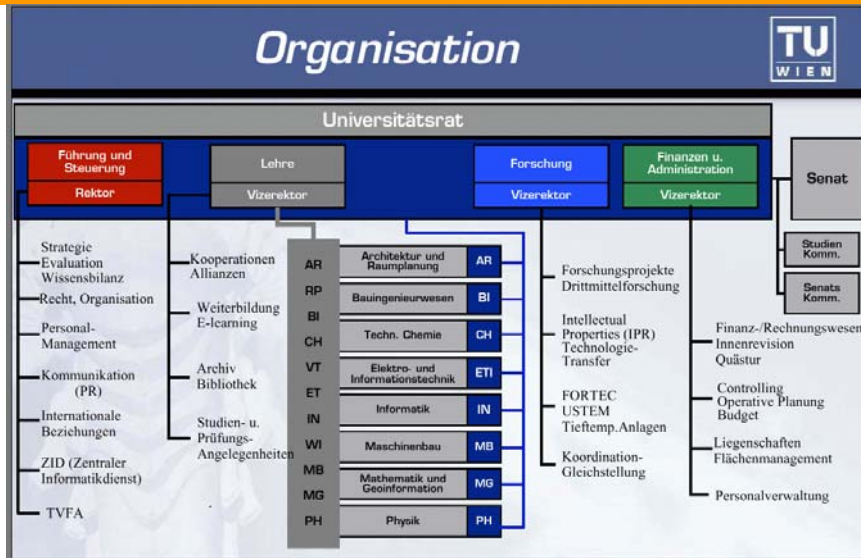 Organisation
TU
WIEN
Universitätsrat
Führung und
Steuerung
Rektor
Lehre
Vizerektor
Forschung
Vizerektor
Finanzen u.
Administration
Vizerektor
Senat
Studien
Komm.
Senats
Komm.
Strategie
Evaluation
Wissensbilanz
Recht, Organisation
Personal-
Management
Kommunikation
(PR)
Internationale
Beziehungen
ZID (Zentraler
Informatikdienst)
TVFA
Kooperationen
Allianzen
Weiterbildung
E-learning
Archiv
Bibliothek
Studien- u.
Prüfungs-
Angelegenheiten
AR
RP
BI
CH
VT
ET
IN
WI
MB
MG
PH
Architektur und
Raumplanung
AR
Bauingenieurwesen
BI
Techn. Chemie
CH
Elektro- und
Informationstechnik
ETI
Informatik
IN
Maschinenbau
MB
Mathematik und
Geoinformation
MG
Physik
PH
Forschungsprojekte
Drittmittelforschung
Intellectual
Properties (IPR)
Technologie-
Transfer
FORTEC
USTEM
Tieftemp.Anlagen
Koordination-
Gleichstellung
Finanz-/Rechnungswesen
Innenrevision
Quästur
Controlling
Operative Planung
Budget
Liegenschaften
Flächenmanagement
Personalverwaltung